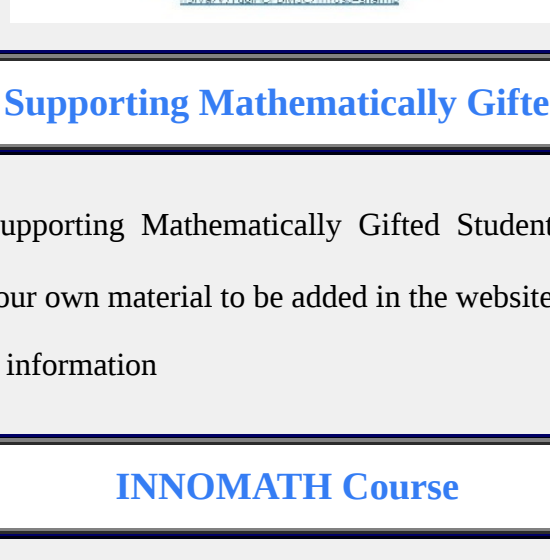 Supporting Mathematically Gifte
upporting Mathematically Gifted Student
our own material to be added in the website
information
INNOMATH Course